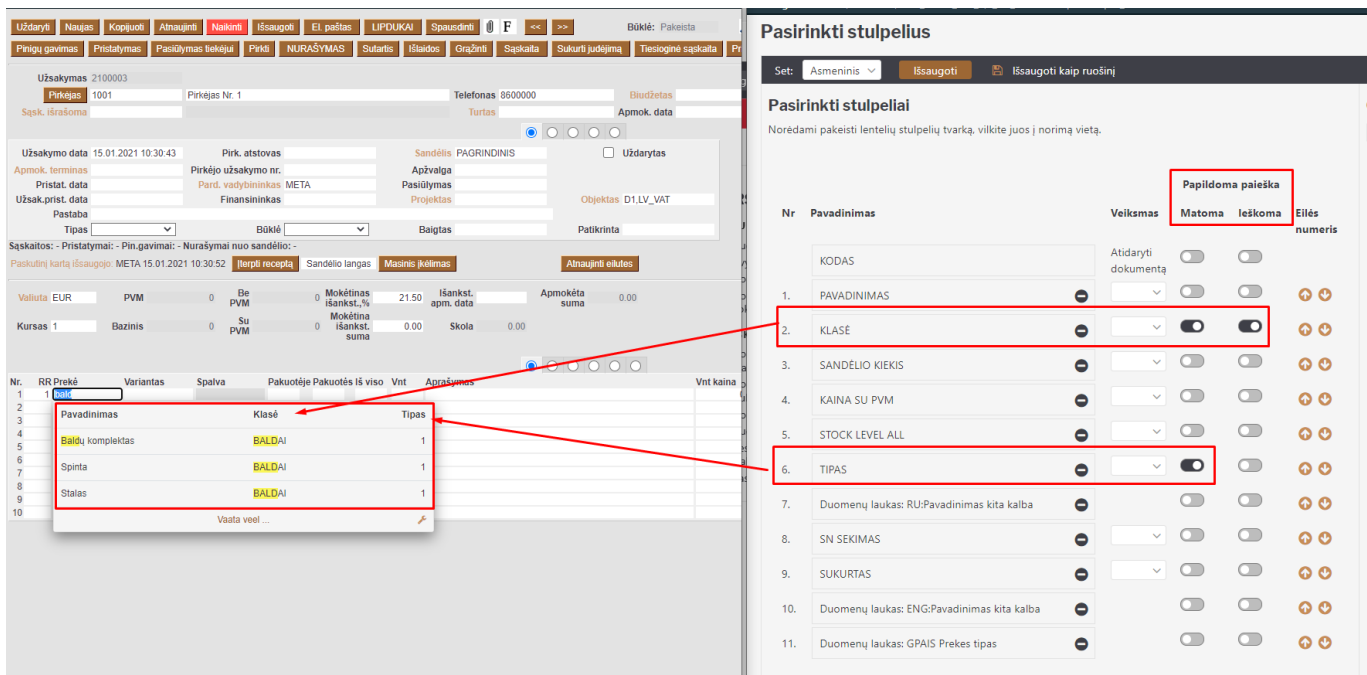 Uždaryti Naujas Kopijuoti Atnaujinti Naikinti Išsaugoti El. paštas LIPDUKAI Spausdinti F << >> Būklė: Pakeista
Pinigų gavimas Pristatymas Pasiūlymas tiekėjui Pirkti NURAŠYMAS Sutartis Išlaidos Grąžinti Sąskaita Sukurti judėjimą Tiesioginė sąskaita
Užsakymas 2100003
Pirkėjas 1001 Pirkėjas Nr. 1 Telefonas 8600000 Biudžetas
Sąsk. išrašoma Turtas Apmok. data
Užsakymo data 15.01.2021 10:30:43 Pirk. atstovas Sandėlis PAGRINDINIS Uždarytas
Apmok. terminas Pirkėjo užsakymo nr. Apžvalga
Pristat. data Pard. vadybininkas META Pasiūlymas
Užsak.prist. data Finansininkas Projektas Objektas D1,LV_VAT
Pastaba
Tipas Būklė Baigtas Patikrinta
Sąskaitos: - Pristatymai: - Pin.gavimai: - Nurašymai nuo sandėlio: -
Paskutinį kartą išsaugojo: META 15.01.2021 10:30:52 Įterpti receptą Sandėlio langas Masinis įkėlimas Atnaujinti eilutes
Valiuta EUR PVM 0 Be PVM 0 Mokėtinas išankst.,% 21.50 Išankst. apm. data Apmokėta suma 0.00
Kursas 1 Bazinis 0 Su PVM 0 Mokėtina išankst. suma 0.00 Skola 0.00
Nr. RR Prekė Variantas Spalva Pakuotėje Pakuotės Iš viso Vnt Aprašymas Vnt kaina
1 1 bald
2
3
4
5
6
7
8
9
10
Pavadinimas Klasė Tipas
Baldų komplektas BALDAI 1
Spinta BALDAI 1
Stalas BALDAI 1
Vaata veel ...
Pasirinkti stulpelius
Set: Asmeninis Išsaugoti Išsaugoti kaip ruošinį
Pasirinkti stulpeliai
Norėdami pakeisti lentelių stulpelių tvarką, vilkite juos į norimą vietą.
Papildoma paieška
Nr Pavadinimas Veiksmas Matoma Ieškoma Eilės numeris
KODAS Atidaryti dokumentą
1. PAVADINIMAS
2. KLASĖ
3. SANDĖLIO KIEKIS
4. KAINA SU PVM
5. STOCK LEVEL ALL
6. TIPAS
7. Duomenų laukas: RU:Pavadinimas kita kalba
8. SN SEKIMAS
9. SUKURTAS
10. Duomenų laukas: ENG:Pavadinimas kita kalba
11. Duomenų laukas: GPAIS Prekes tipas